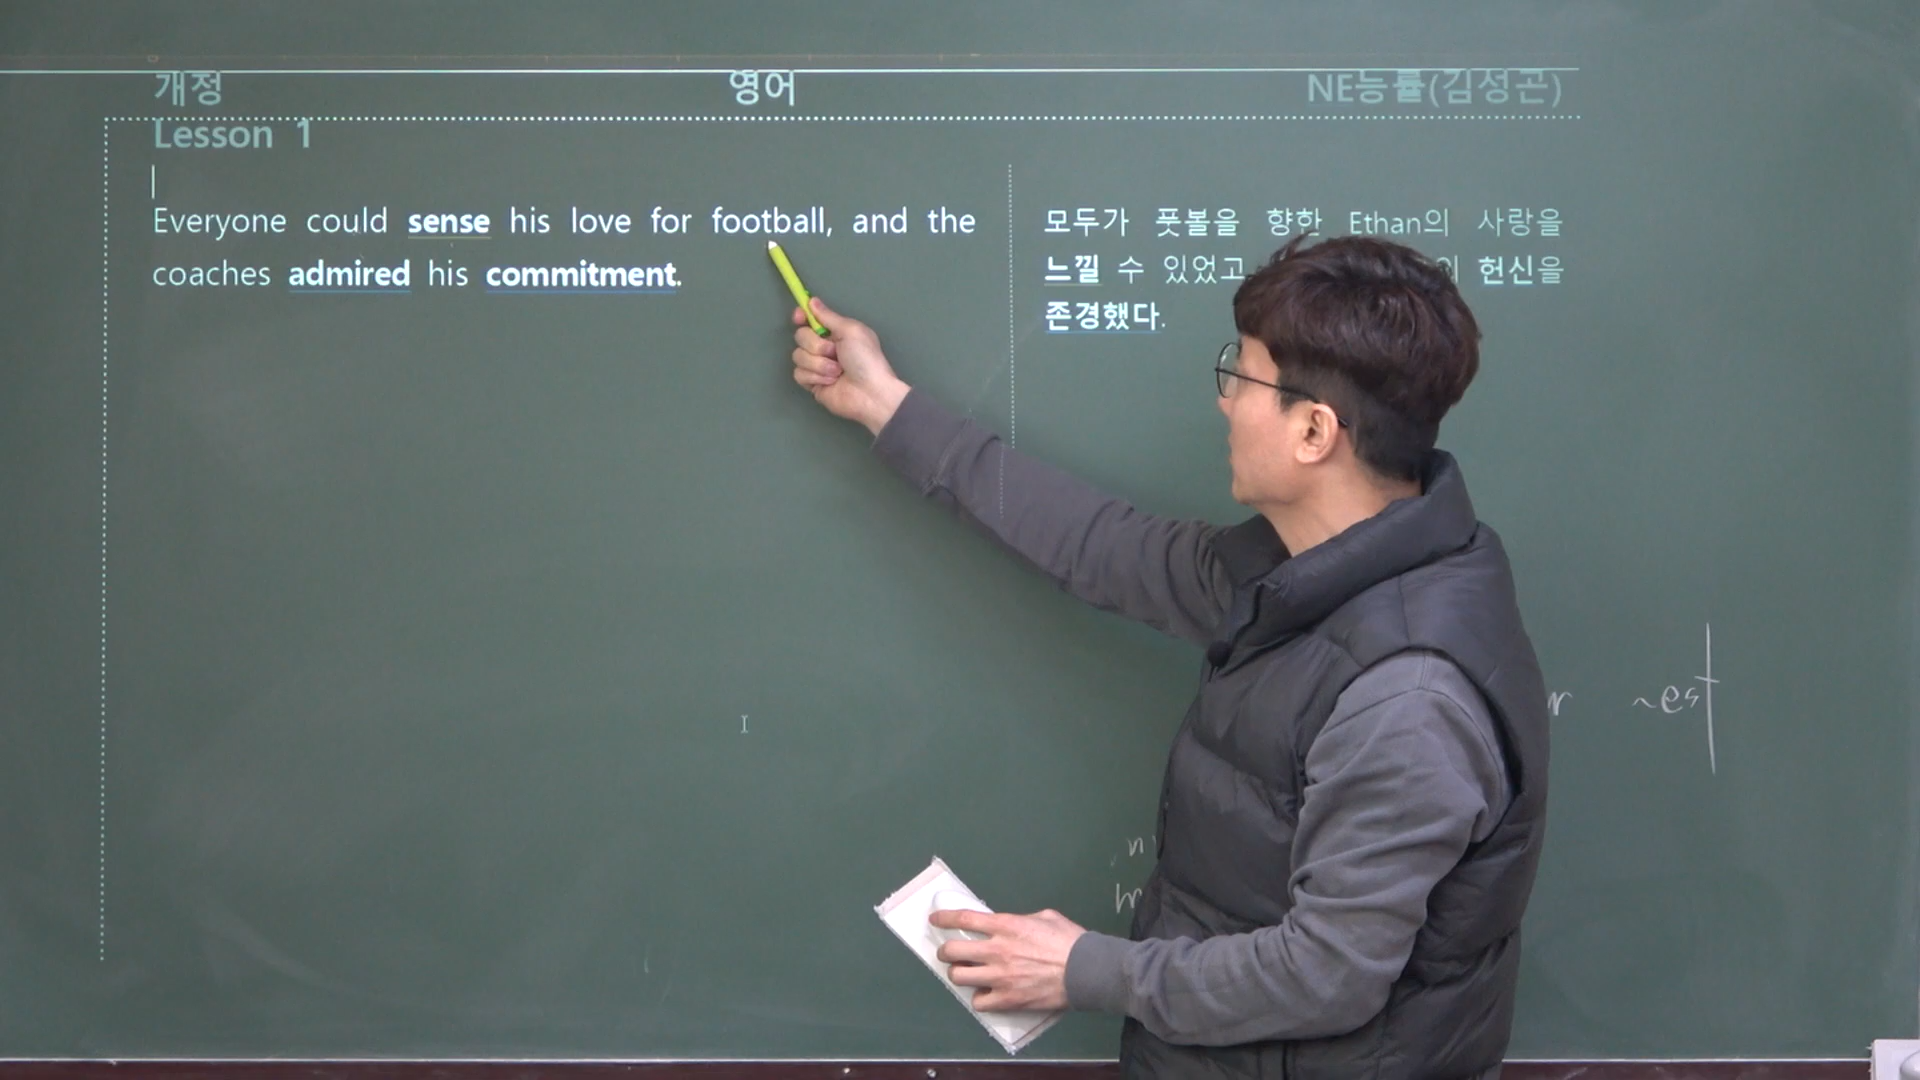 개정 영어 NE능률(김성곤)
Lesson 1
Everyone could sense his love for football, and the
coaches admired his commitment.
모두가 풋볼을 향한 Ethan의 사랑을
느낄 수 있었고 헌신을
존경했다.
~est